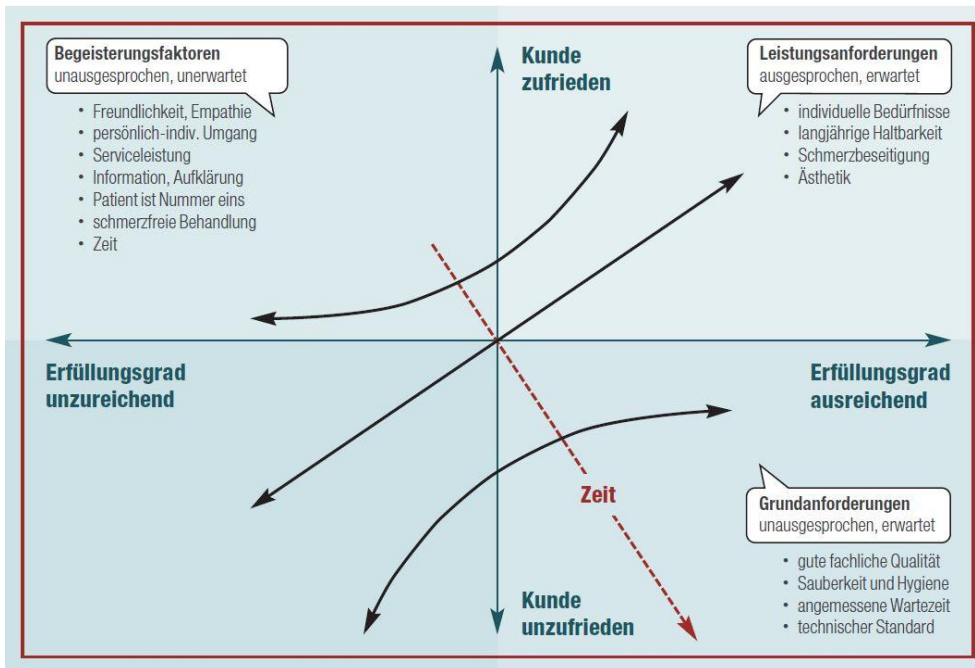 Begeisterungsfaktoren
unausgesprochen, unerwartet
• Freundlichkeit, Empathie
• persönlich-indiv. Umgang
• Serviceleistung
• Information, Aufklärung
• Patient ist Nummer eins
• schmerzfreie Behandlung
• Zeit
Kunde
zufrieden
Leistungsanforderungen
ausgesprochen, erwartet
• individuelle Bedürfnisse
• langjährige Haltbarkeit
• Schmerzbeseitigung
• Ästhetik
Erfüllungsgrad
unzureichend
Erfüllungsgrad
ausreichend
Zeit
Grundanforderungen
unausgesprochen, erwartet
• gute fachliche Qualität
• Sauberkeit und Hygiene
• angemessene Wartezeit
• technischer Standard
Kunde
unzufrieden